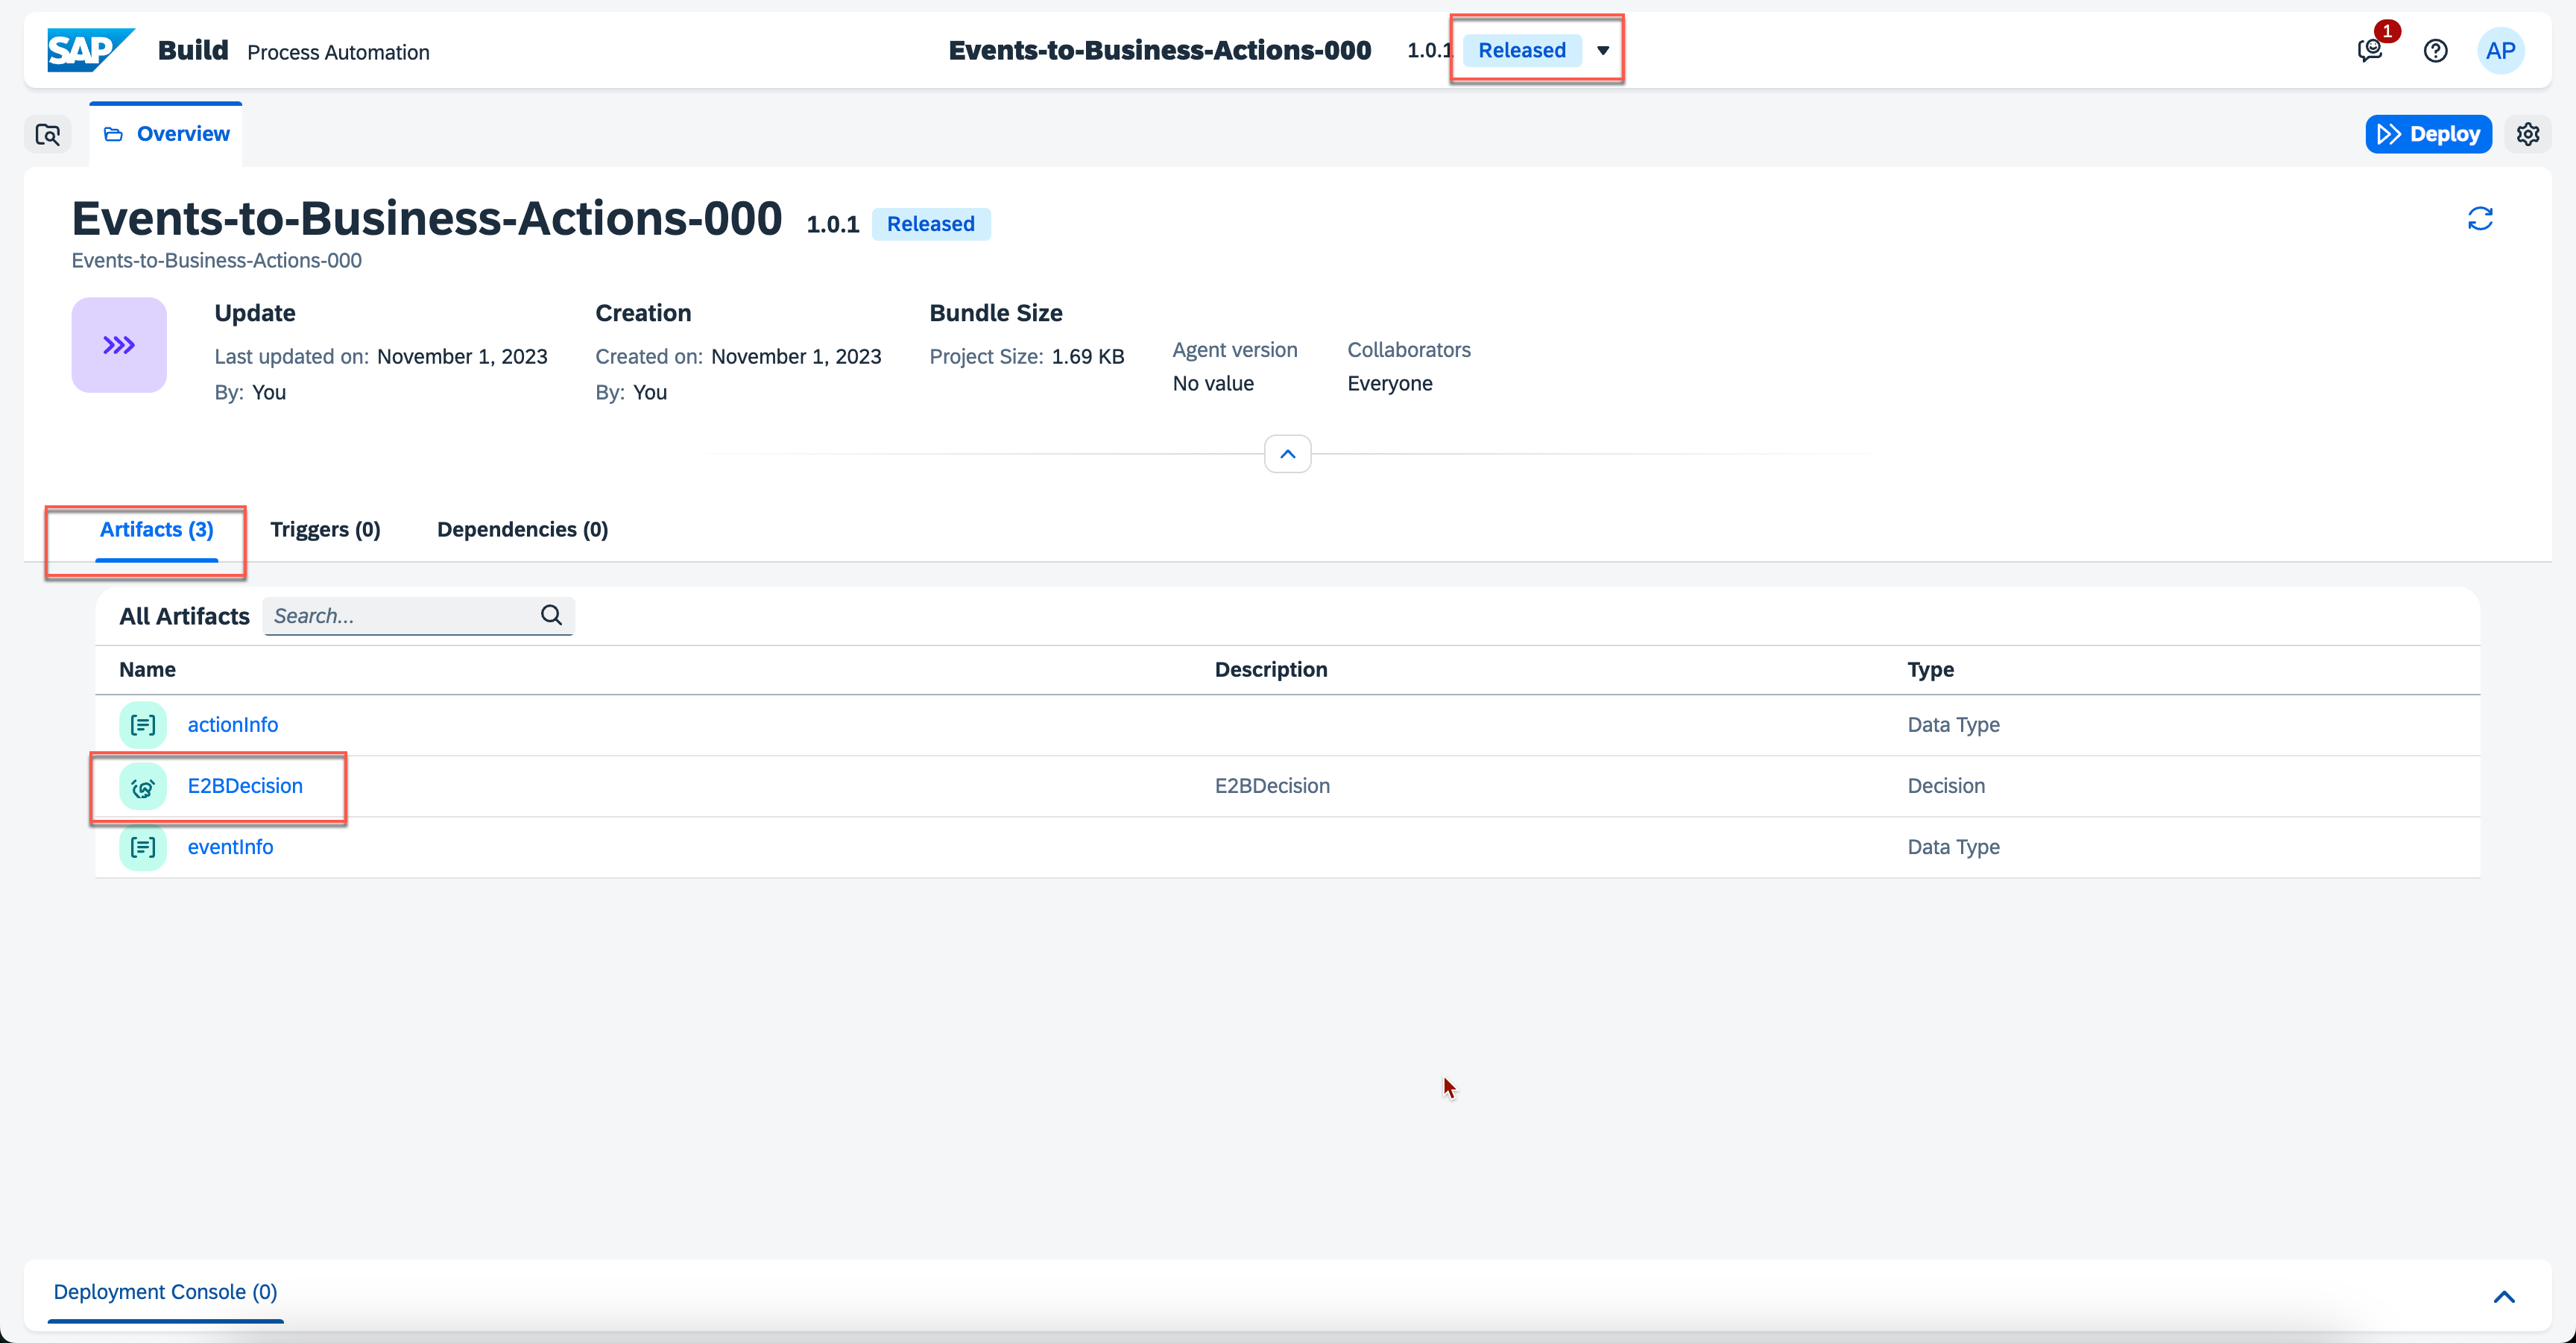 SAP Build Process Automation
Events-to-Business-Actions-000 1.0.1 Released
1
AP
Overview
Deploy
Events-to-Business-Actions-000 1.0.1 Released
Events-to-Business-Actions-000
Update
Last updated on: November 1, 2023
By: You
Creation
Created on: November 1, 2023
By: You
Bundle Size
Project Size: 1.69 KB
Agent version
No value
Collaborators
Everyone
Artifacts (3) Triggers (0) Dependencies (0)
All Artifacts Search...
Name Description Type
actionInfo Data Type
E2BDecision E2BDecision Decision
eventInfo Data Type
Deployment Console (0)